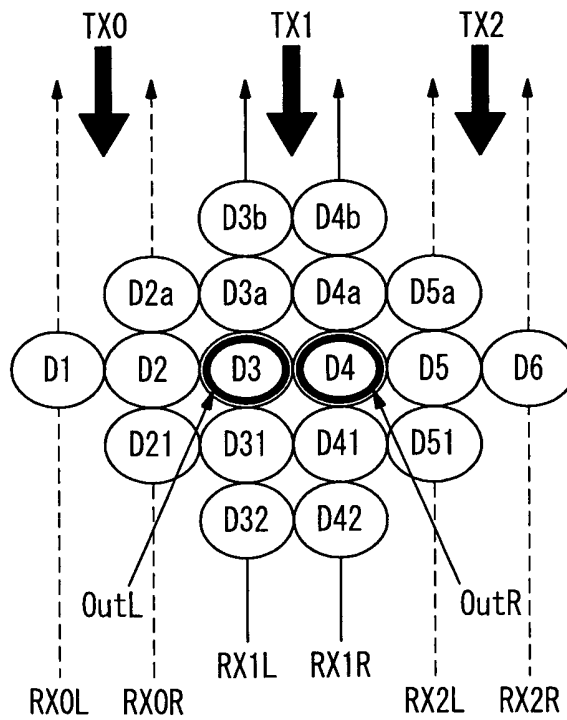 TX0 TX1 TX2
D3b D4b
D2a D3a D4a D5a
D1 D2 D3 D4 D5 D6
D21 D31 D41 D51
D32 D42
OutL OutR
RX1L RX1R
RX0L RX0R RX2L RX2R